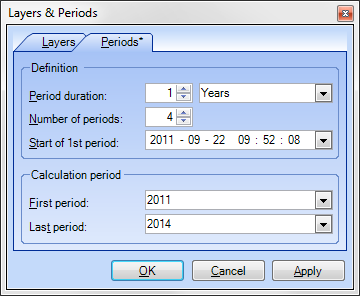 Layers & Periods
Layers Periods*
Definition
Period duration: 1 Years
Number of periods: 4
Start of 1st period: 2011 - 09 - 22 09 : 52 : 08
Calculation period
First period: 2011
Last period: 2014
OK Cancel Apply